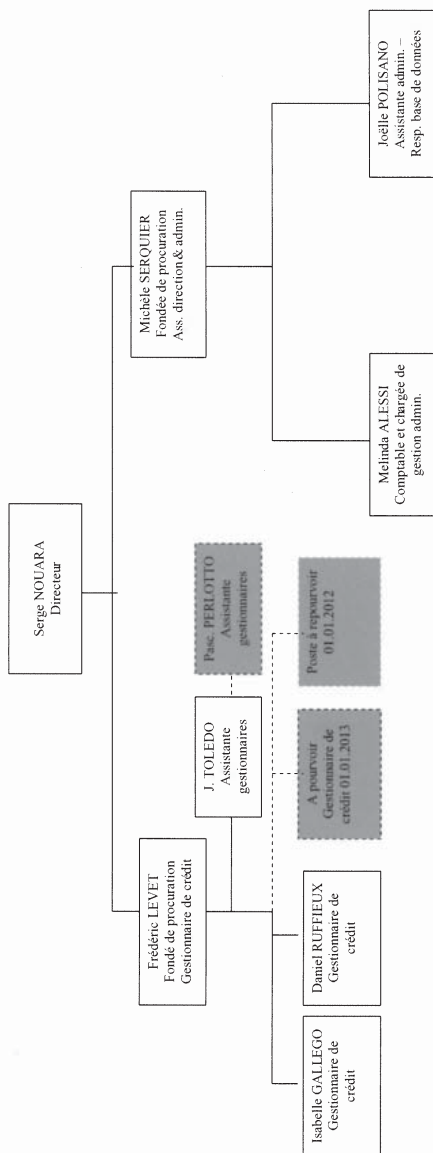 Serge NOUARA
Directeur
Frédéric LEVET
Fondé de procuration
Gestionnaire de crédit
Michèle SERQUIER
Fondée de procuration
Ass. direction & admin.
J. TOLEDO
Assistante
gestionnaires
Pasc. PERLOTTO
Assistante
gestionnaires
Isabelle GALLEGO
Gestionnaire de
crédit
Daniel RUFFIEUX
Gestionnaire de
crédit
A pourvoir
Gestionnaire de
crédit 01.01.2013
Poste à repourvoir
01.01.2012
Melinda ALESSI
Comptable et chargée de
gestion admin.
Joëlle POLISANO
Assistante admin. –
Resp. base de données